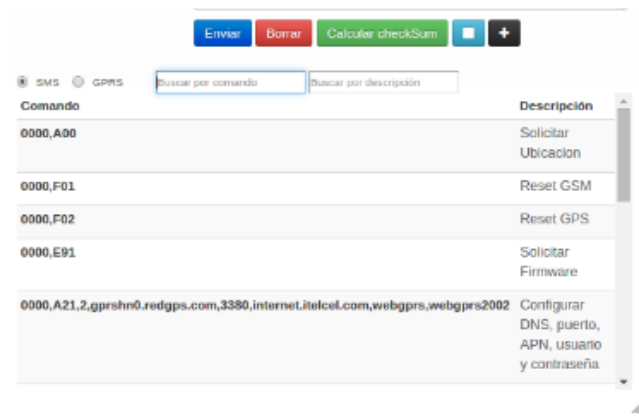 Enviar Borrar Calcular checkSum
SMS GPRS Buscar por comando Buscar por descripción
Comando Descripción
0000,A00 Solicitar
Ubicacion
0000,F01 Reset GSM
0000,F02 Reset GPS
0000,E91 Solicitar
Firmware
0000,A21,2,gprshn0.redgps.com,3380,internet.itelcel.com,webgprs,webgprs2002 Configurar
DNS, puerto,
APN, usuario
y contraseña